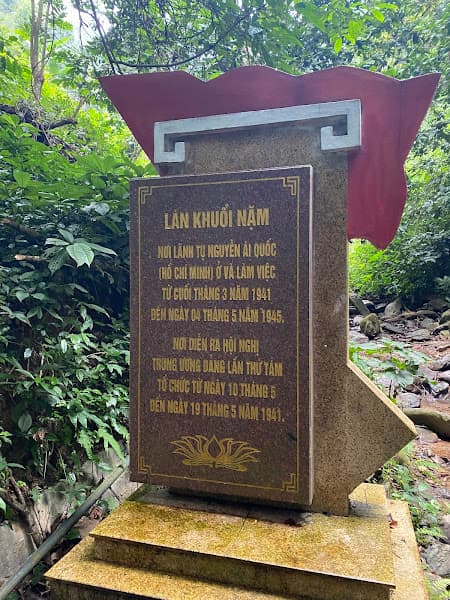 LÁN KHUỔI NẶM
NƠI LÃNH TỤ NGUYỄN ÁI QUỐC
(HỒ CHÍ MINH) Ở VÀ LÀM VIỆC
TỪ CUỐI THÁNG 3 NĂM 1941
ĐẾN NGÀY 04 THÁNG 5 NĂM 1945.
NƠI DIỄN RA HỘI NGHỊ
TRUNG ƯƠNG ĐẢNG LẦN THỨ TÁM
TỔ CHỨC TỪ NGÀY 10 THÁNG 5
ĐẾN NGÀY 19 THÁNG 5 NĂM 1941.